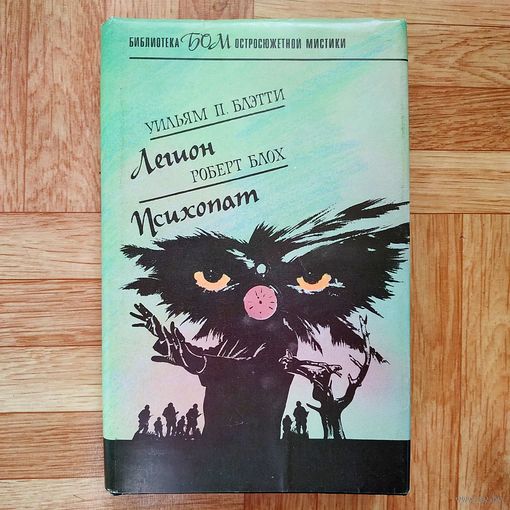 БИБЛИОТЕКА БОМ ОСТРОСЮЖЕТНОЙ МИСТИКИ
УИЛЬЯМ П. БЛЭТТИ
Легион
РОБЕРТ БЛОХ
Психопат